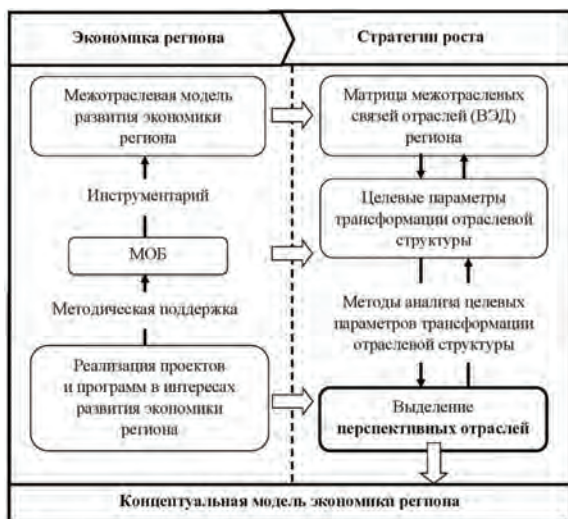 Экономика региона
Стратегии роста
Межотраслевая модель
развития экономики
региона
Инструментарий
МОБ
Методическая поддержка
Реализация проектов
и программ в интересах
развития экономики
региона
Матрица межотрасленых
связей отраслей (ВЭД)
региона
Целевые параметры
трансформации отраслевой
структуры
Методы анализа целевых
параметров трансформации
отраслевой структуры
Выделение
перспективных отраслей
Концептуальная модель экономики региона